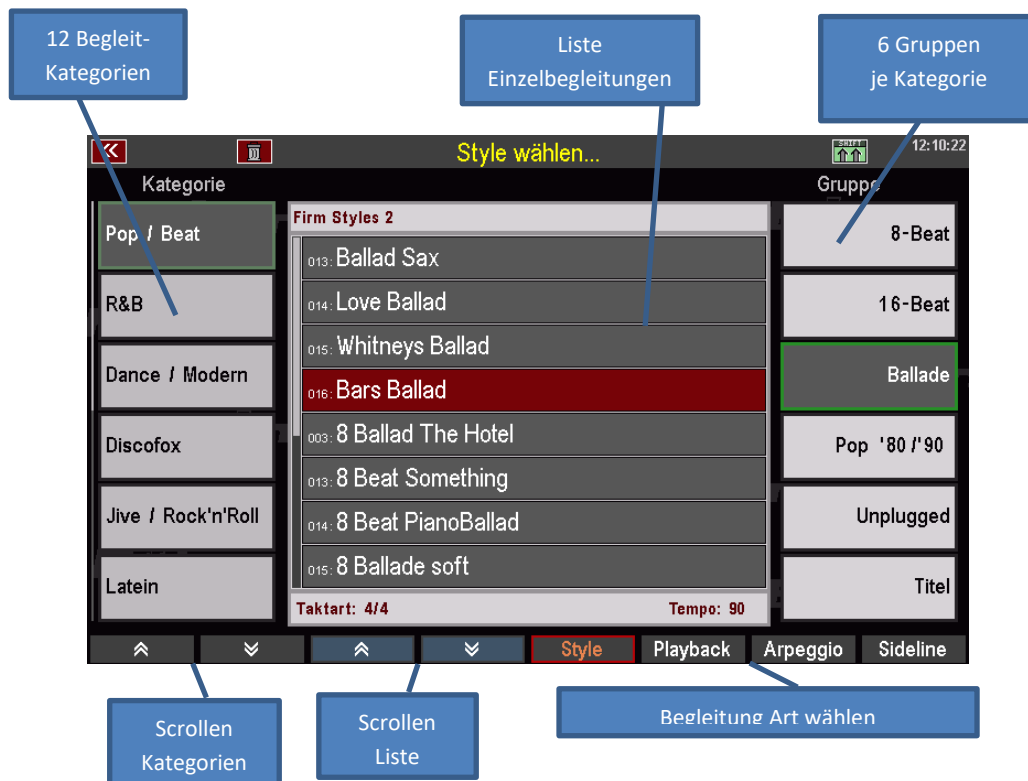 12 Begleit-
Kategorien
Liste
Einzelbegleitungen
6 Gruppen
je Kategorie
Style wählen...
SHIFT
12:10:22
Kategorie
Gruppe
Pop / Beat
R&B
Dance / Modern
Discofox
Jive / Rock'n'Roll
Latein
Firm Styles 2
013: Ballad Sax
014: Love Ballad
015: Whitneys Ballad
016: Bars Ballad
003: 8 Ballad The Hotel
013: 8 Beat Something
014: 8 Beat PianoBallad
015: 8 Ballade soft
Taktart: 4/4
Tempo: 90
8-Beat
16-Beat
Ballade
Pop '80 /'90
Unplugged
Titel
Style
Playback
Arpeggio
Sideline
Scrollen
Kategorien
Scrollen
Liste
Begleitung Art wählen